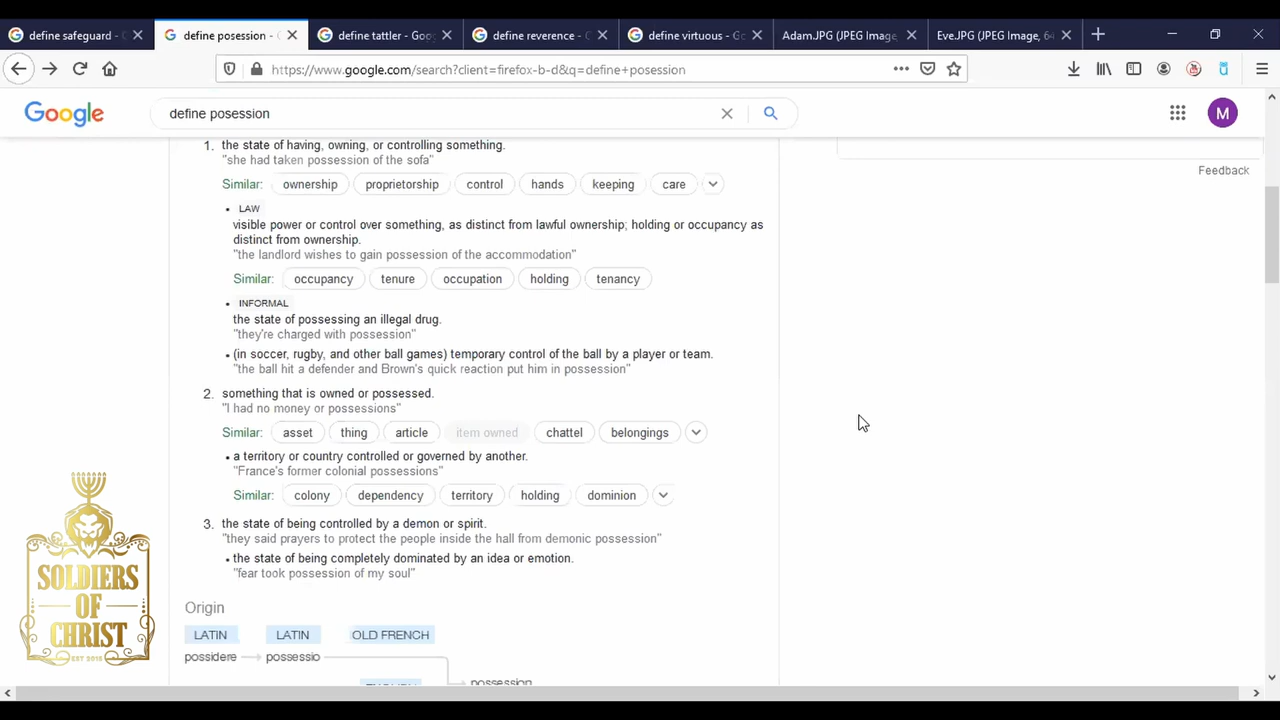 define safeguard - G
define posession - G
define tattler - Goog
define reverence - G
define virtuous - Goo
Adam.JPG (JPEG Image,
Eve.JPG (JPEG Image, 64
https://www.google.com/search?client=firefox-b-d&q=define+posession
Google
define posession
M
Feedback
1. the state of having, owning, or controlling something.
"she had taken possession of the sofa"
Similar: ownership proprietorship control hands keeping care
• LAW
visible power or control over something, as distinct from lawful ownership; holding or occupancy as
distinct from ownership.
"the landlord wishes to gain possession of the accommodation"
Similar: occupancy tenure occupation holding tenancy
• INFORMAL
the state of possessing an illegal drug.
"they're charged with possession"
• (in soccer, rugby, and other ball games) temporary control of the ball by a player or team.
"the ball hit a defender and Brown's quick reaction put him in possession"
2. something that is owned or possessed.
"I had no money or possessions"
Similar: asset thing article item owned chattel belongings
• a territory or country controlled or governed by another.
"France's former colonial possessions"
Similar: colony dependency territory holding dominion
3. the state of being controlled by a demon or spirit.
"they said prayers to protect the people inside the hall from demonic possession"
• the state of being completely dominated by an idea or emotion.
"fear took possession of my soul"
Origin
LATIN LATIN OLD FRENCH
possidere possessio
possession
SOLDIERS
OF
CHRIST
EST 2015